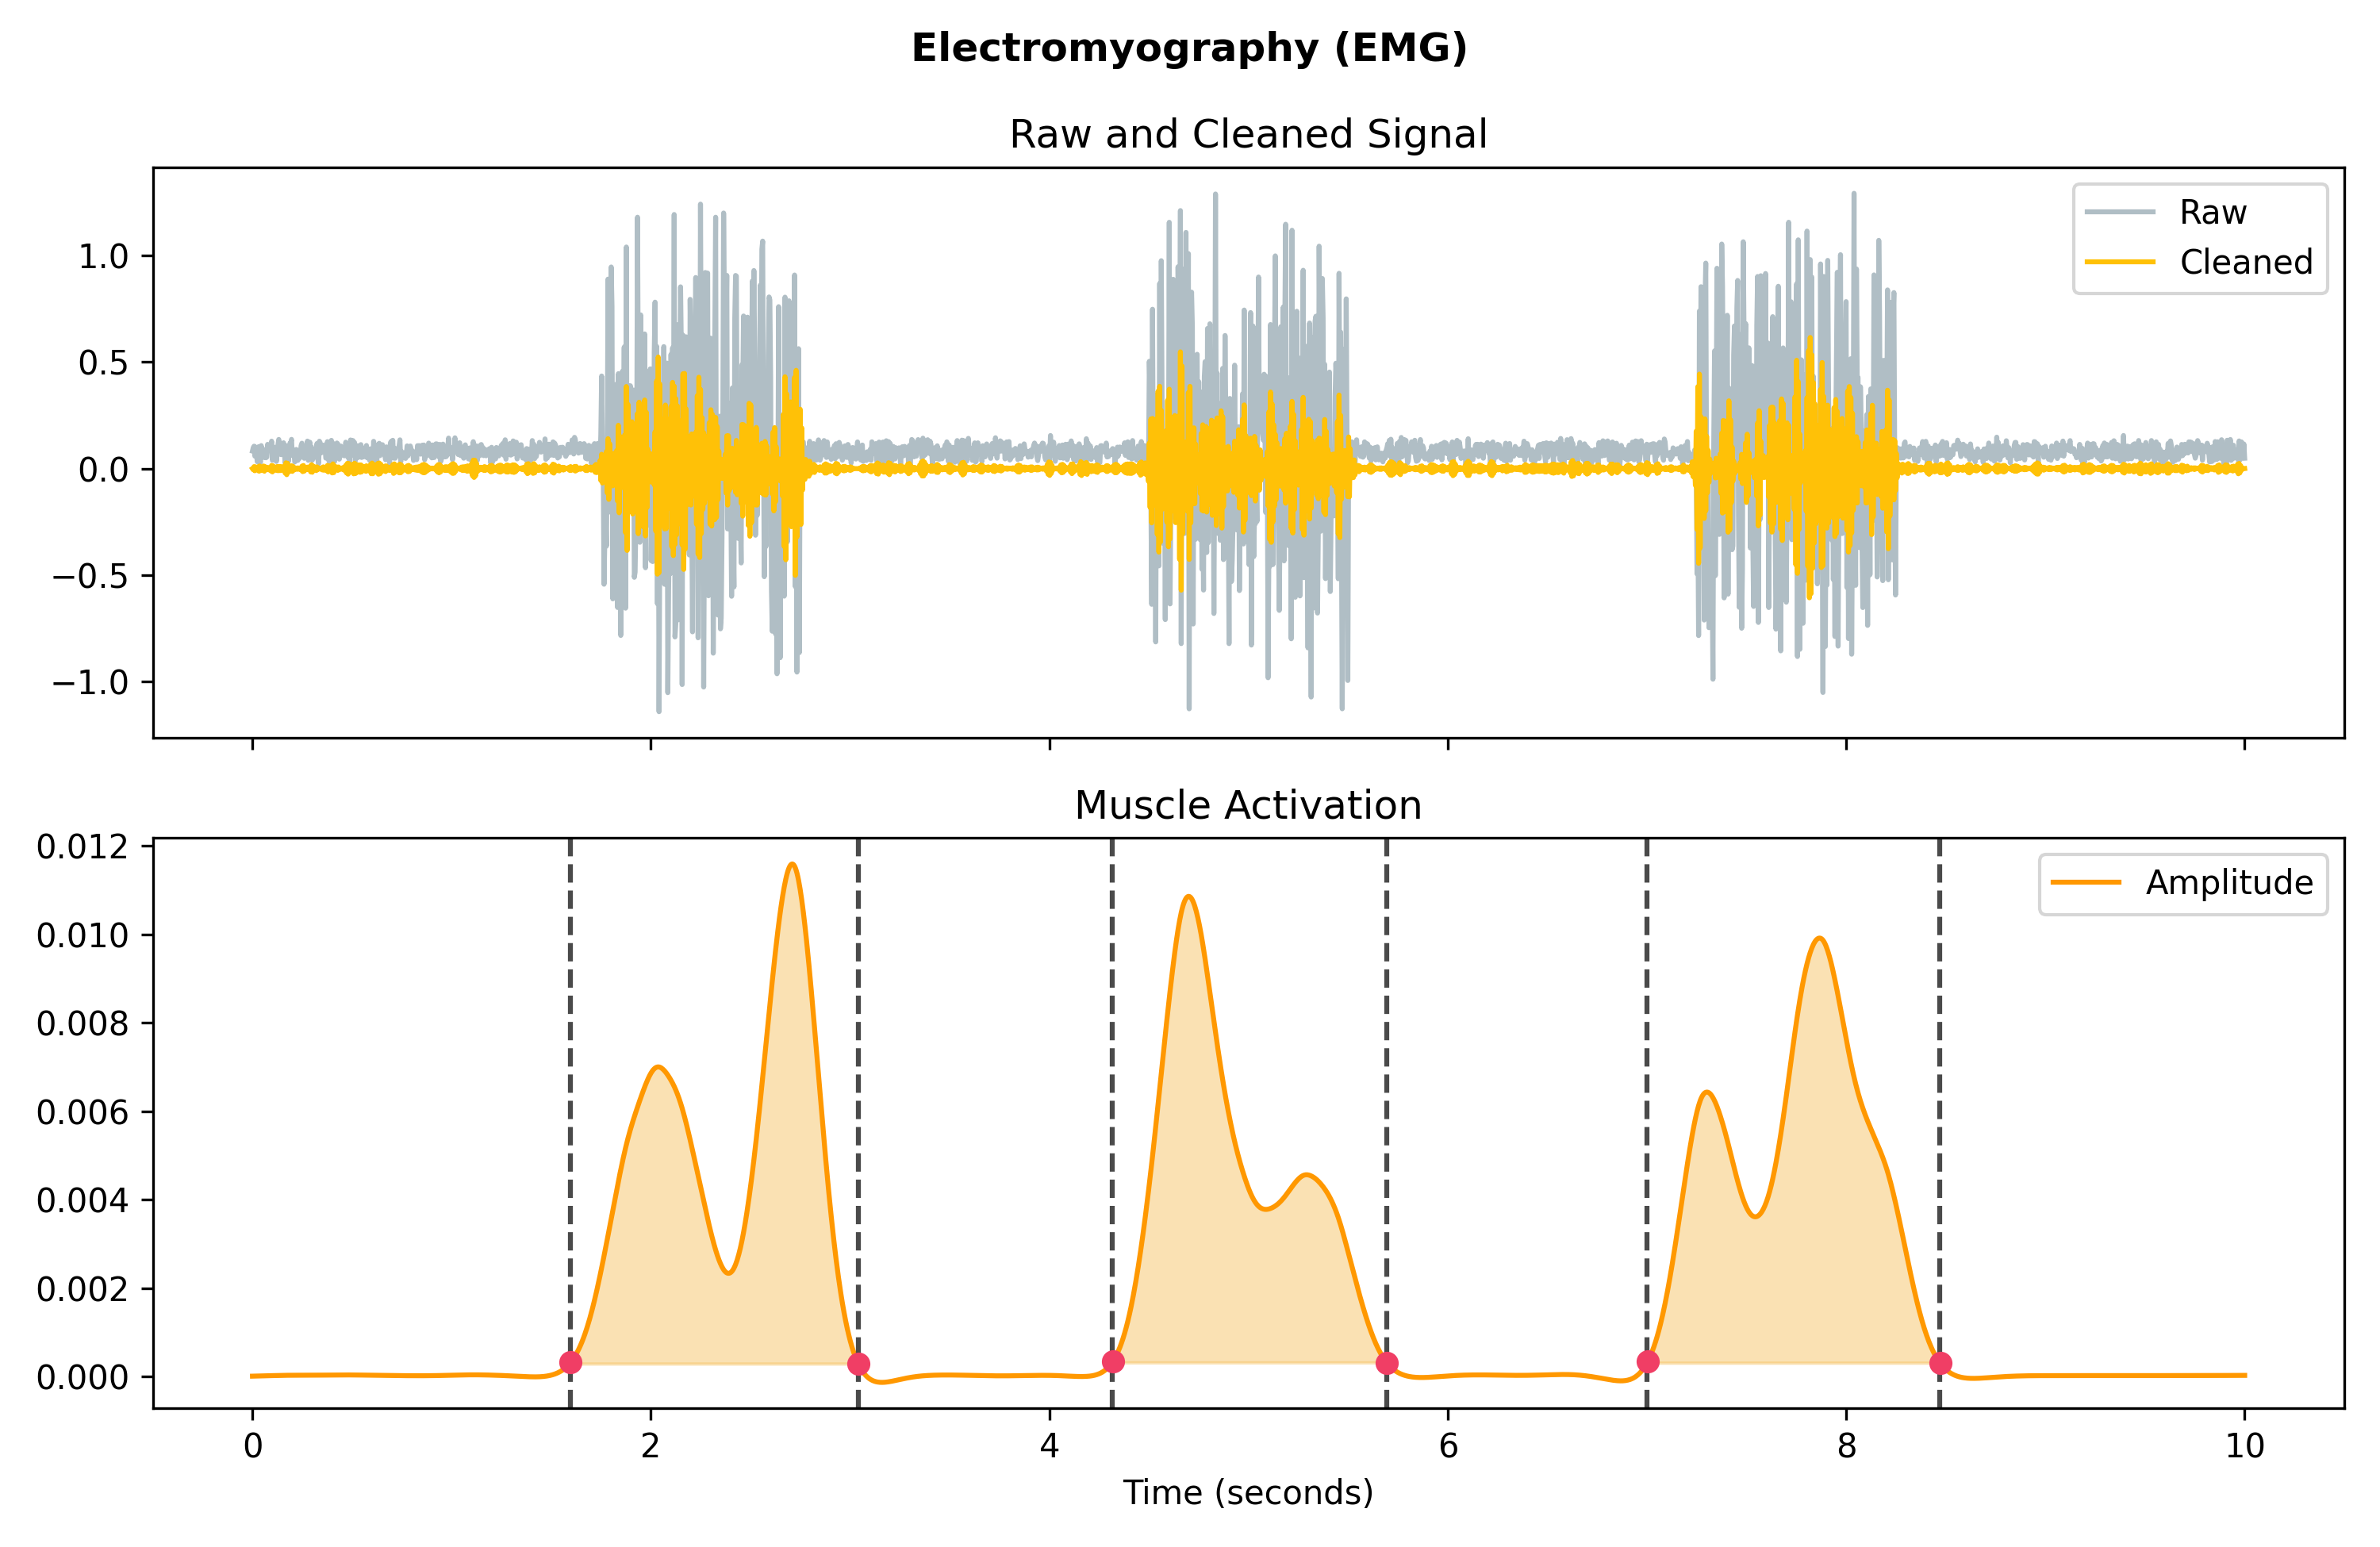 Electromyography (EMG)
Raw and Cleaned Signal
Raw
Cleaned
1.0
0.5
0.0
−0.5
−1.0
Muscle Activation
Amplitude
0.012
0.010
0.008
0.006
0.004
0.002
0.000
0 2 4 6 8 10
Time (seconds)